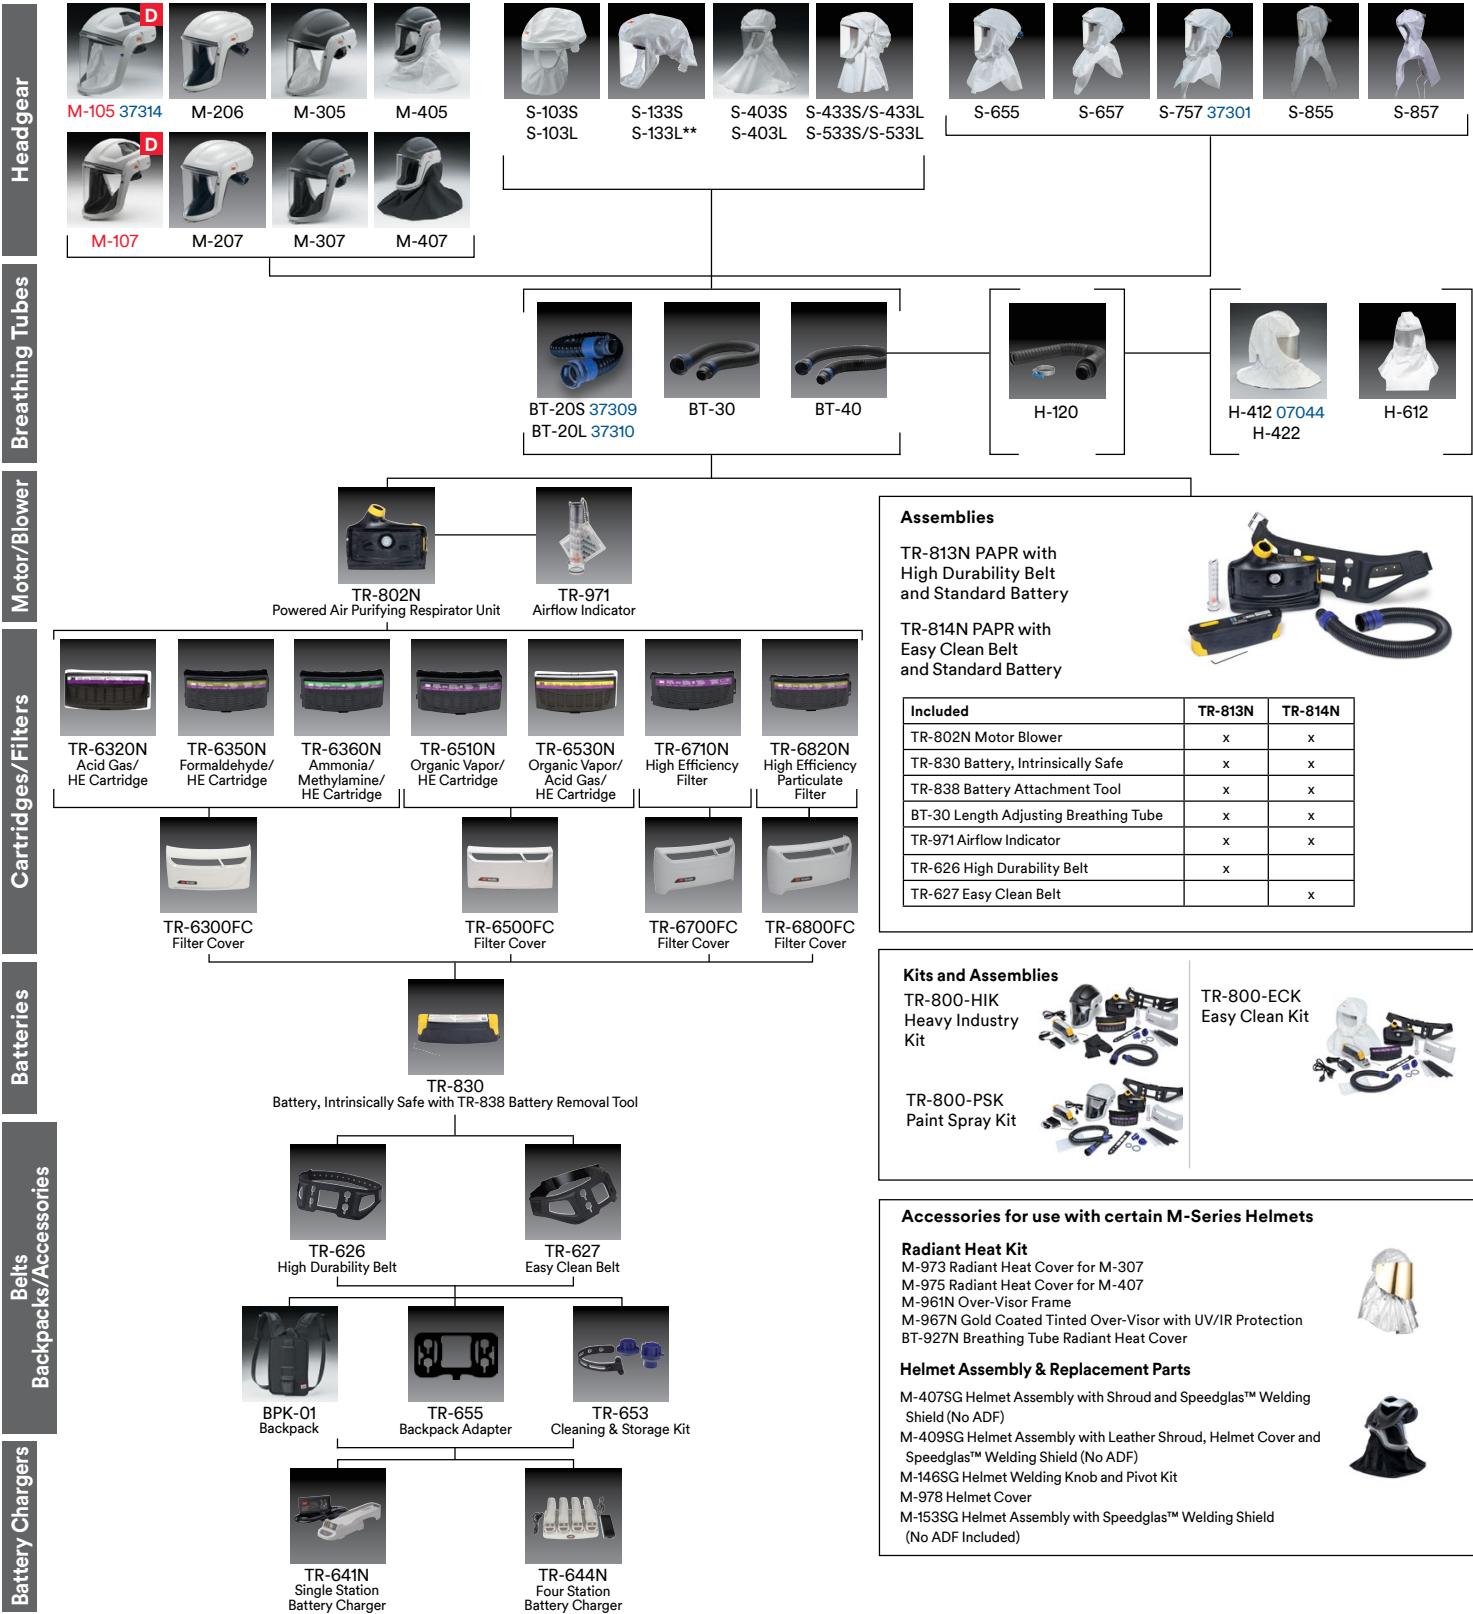 Headgear
D
M-105 37314
M-206
M-305
M-405
D
M-107
M-207
M-307
M-407
S-103S
S-103L
S-133S
S-133L**
S-403S
S-403L
S-433S/S-433L
S-533S/S-533L
S-655
S-657
S-757 37301
S-855
S-857
Breathing Tubes
BT-20S 37309
BT-20L 37310
BT-30
BT-40
H-120
H-412 07044
H-422
H-612
Motor/Blower
TR-802N
Powered Air Purifying Respirator Unit
TR-971
Airflow Indicator
Cartridges/Filters
TR-6320N
Acid Gas/
HE Cartridge
TR-6350N
Formaldehyde/
HE Cartridge
TR-6360N
Ammonia/
Methylamine/
HE Cartridge
TR-6510N
Organic Vapor/
HE Cartridge
TR-6530N
Organic Vapor/
Acid Gas/
HE Cartridge
TR-6710N
High Efficiency
Filter
TR-6820N
High Efficiency
Particulate
Filter
TR-6300FC
Filter Cover
TR-6500FC
Filter Cover
TR-6700FC
Filter Cover
TR-6800FC
Filter Cover
Batteries
TR-830
Battery, Intrinsically Safe with TR-838 Battery Removal Tool
Belts
Backpacks/Accessories
TR-626
High Durability Belt
TR-627
Easy Clean Belt
BPK-01
Backpack
TR-655
Backpack Adapter
TR-653
Cleaning & Storage Kit
Battery Chargers
TR-641N
Single Station
Battery Charger
TR-644N
Four Station
Battery Charger
Assemblies
TR-813N PAPR with
High Durability Belt
and Standard Battery
TR-814N PAPR with
Easy Clean Belt
and Standard Battery
Included TR-813N TR-814N
TR-802N Motor Blower x x
TR-830 Battery, Intrinsically Safe x x
TR-838 Battery Attachment Tool x x
BT-30 Length Adjusting Breathing Tube x x
TR-971 Airflow Indicator x x
TR-626 High Durability Belt x
TR-627 Easy Clean Belt x
Kits and Assemblies
TR-800-HIK
Heavy Industry
Kit
TR-800-PSK
Paint Spray Kit
TR-800-ECK
Easy Clean Kit
Accessories for use with certain M-Series Helmets
Radiant Heat Kit
M-973 Radiant Heat Cover for M-307
M-975 Radiant Heat Cover for M-407
M-961N Over-Visor Frame
M-967N Gold Coated Tinted Over-Visor with UV/IR Protection
BT-927N Breathing Tube Radiant Heat Cover
Helmet Assembly & Replacement Parts
M-407SG Helmet Assembly with Shroud and Speedglas™ Welding
Shield (No ADF)
M-409SG Helmet Assembly with Leather Shroud, Helmet Cover and
Speedglas™ Welding Shield (No ADF)
M-146SG Helmet Welding Knob and Pivot Kit
M-978 Helmet Cover
M-153SG Helmet Assembly with Speedglas™ Welding Shield
(No ADF Included)